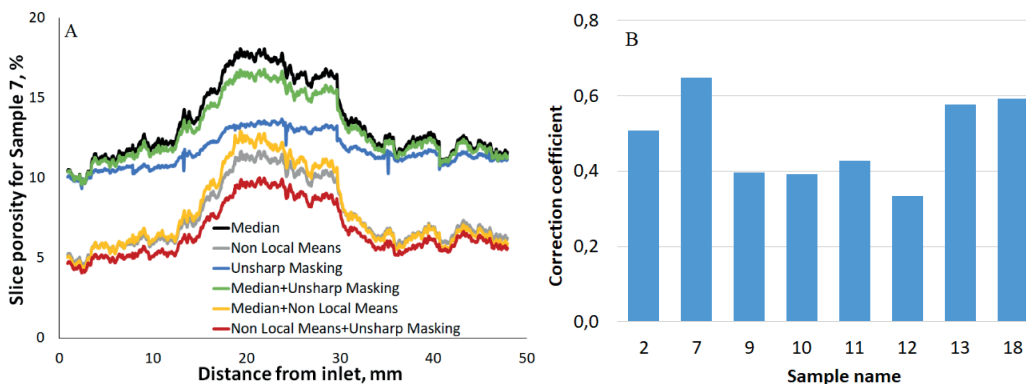 A
Slice porosity for Sample 7, %
20
15
10
5
0
Median
Non Local Means
Unsharp Masking
Median+Unsharp Masking
Median+Non Local Means
Non Local Means+Unsharp Masking
0 10 20 30 40 50
Distance from inlet, mm
B
Correction coefficient
0,8
0,6
0,4
0,2
0,0
2 7 9 10 11 12 13 18
Sample name